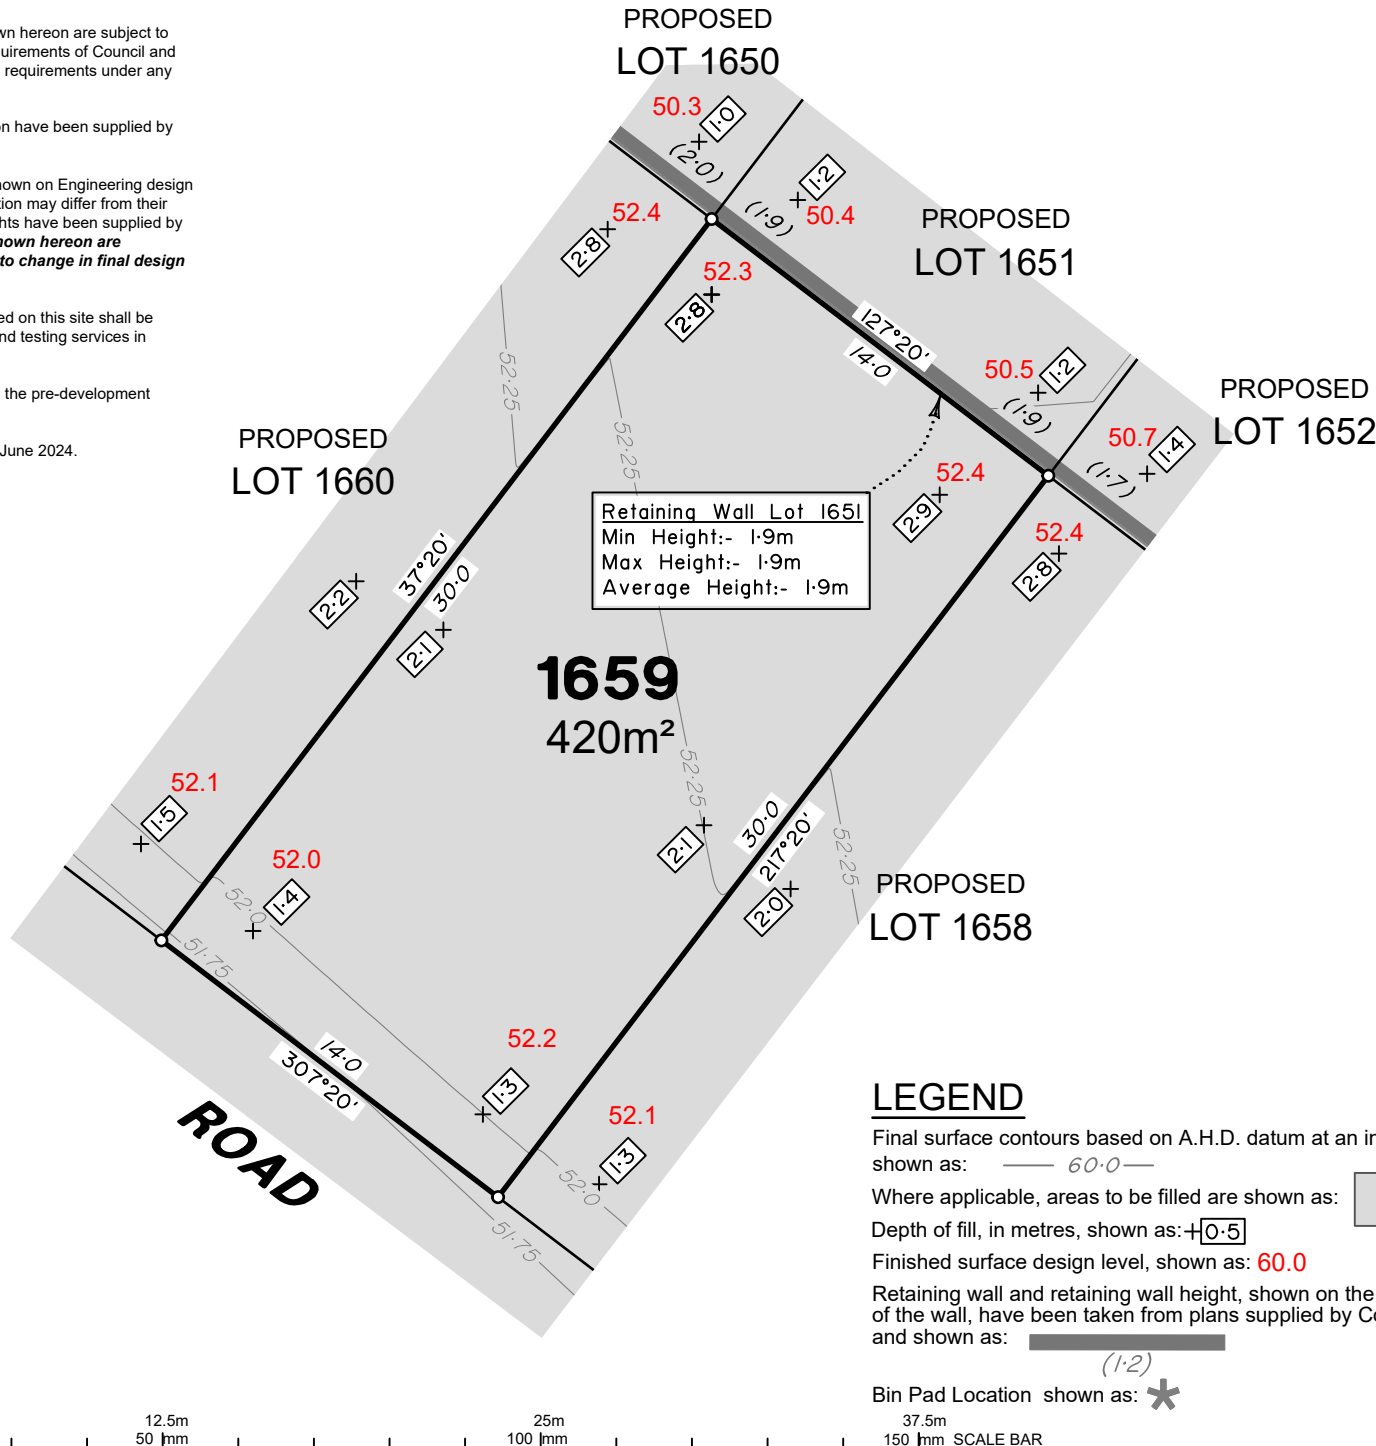 wn hereon are subject to
uirements of Council and
requirements under any
on have been supplied by
hown on Engineering design
tion may differ from their
hts have been supplied by
hown hereon are
to change in final design
ed on this site shall be
nd testing services in
the pre-development
June 2024.
PROPOSED
LOT 1650
50.3
1·0
(2·0)
1·2
50.4
(1·9)
52.4
2·8
PROPOSED
LOT 1651
52.3
2·8
127°20'
14·0
50.5
1·2
(1·9)
PROPOSED
LOT 1652
50.7
1·4
(1·7)
52·25
52·25
PROPOSED
LOT 1660
52.4
2·9
52.4
2·8
Retaining Wall Lot 1651
Min Height:- 1·9m
Max Height:- 1·9m
Average Height:- 1·9m
37°20'
30·0
2·2
2·1
1659
420m²
52·25
52.1
1·5
2·1
30·0
217°20'
52·25
2·0
PROPOSED
LOT 1658
52.0
1·4
52·0
51·75
52.2
1·3
14·0
307°20'
52.1
1·3
52·0
51·75
ROAD
LEGEND
Final surface contours based on A.H.D. datum at an in
shown as: 60·0
Where applicable, areas to be filled are shown as:
Depth of fill, in metres, shown as: 0·5
Finished surface design level, shown as: 60.0
Retaining wall and retaining wall height, shown on the
of the wall, have been taken from plans supplied by Co
and shown as:
(1·2)
Bin Pad Location shown as:
12.5m 25m 37.5m
50 mm 100 mm 150 mm SCALE BAR